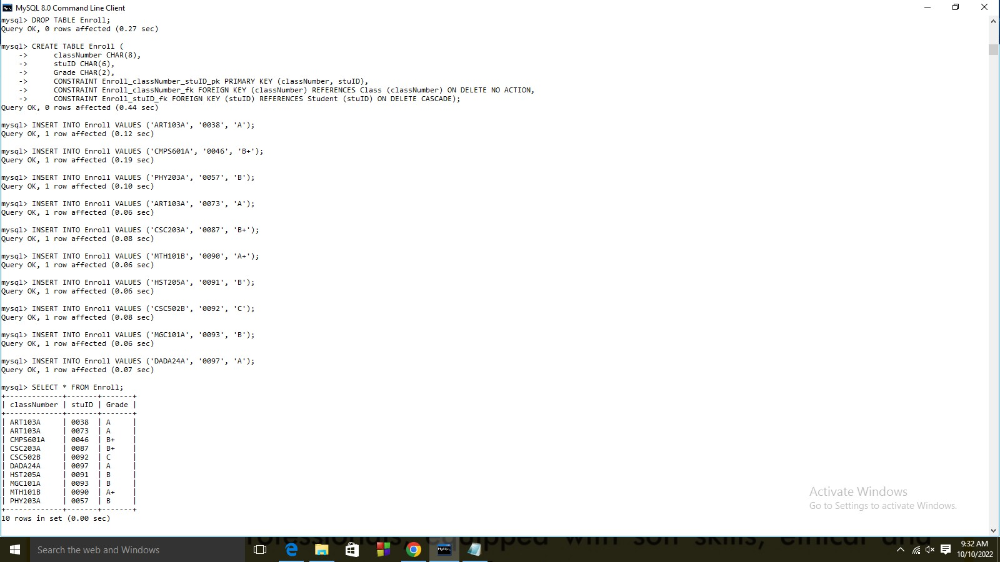 MySQL 8.0 Command Line Client
mysql> DROP TABLE Enroll;
Query OK, 0 rows affected (0.27 sec)
mysql> CREATE TABLE Enroll (
    ->      classNumber CHAR(8),
    ->      stuID CHAR(6),
    ->      Grade CHAR(2),
    ->      CONSTRAINT Enroll_classNumber_stuID_pk PRIMARY KEY (classNumber, stuID),
    ->      CONSTRAINT Enroll_classNumber_fk FOREIGN KEY (classNumber) REFERENCES Class (classNumber) ON DELETE NO ACTION,
    ->      CONSTRAINT Enroll_stuID_fk FOREIGN KEY (stuID) REFERENCES Student (stuID) ON DELETE CASCADE);
Query OK, 0 rows affected (0.44 sec)
mysql> INSERT INTO Enroll VALUES ('ART103A', '0038', 'A');
Query OK, 1 row affected (0.12 sec)
mysql> INSERT INTO Enroll VALUES ('CMPS601A', '0046', 'B+');
Query OK, 1 row affected (0.19 sec)
mysql> INSERT INTO Enroll VALUES ('PHY203A', '0057', 'B');
Query OK, 1 row affected (0.10 sec)
mysql> INSERT INTO Enroll VALUES ('ART103A', '0073', 'A');
Query OK, 1 row affected (0.06 sec)
mysql> INSERT INTO Enroll VALUES ('CSC203A', '0087', 'B+');
Query OK, 1 row affected (0.08 sec)
mysql> INSERT INTO Enroll VALUES ('MTH101B', '0090', 'A+');
Query OK, 1 row affected (0.06 sec)
mysql> INSERT INTO Enroll VALUES ('HST205A', '0091', 'B');
Query OK, 1 row affected (0.06 sec)
mysql> INSERT INTO Enroll VALUES ('CSC502B', '0092', 'C');
Query OK, 1 row affected (0.08 sec)
mysql> INSERT INTO Enroll VALUES ('MGC101A', '0093', 'B');
Query OK, 1 row affected (0.06 sec)
mysql> INSERT INTO Enroll VALUES ('DADA24A', '0097', 'A');
Query OK, 1 row affected (0.07 sec)
mysql> SELECT * FROM Enroll;
+-------------+-------+-------+
| classNumber | stuID | Grade |
+-------------+-------+-------+
| ART103A     | 0038  | A     |
| ART103A     | 0073  | A     |
| CMPS601A    | 0046  | B+    |
| CSC203A     | 0087  | B+    |
| CSC502B     | 0092  | C     |
| DADA24A     | 0097  | A     |
| HST205A     | 0091  | B     |
| MGC101A     | 0093  | B     |
| MTH101B     | 0090  | A+    |
| PHY203A     | 0057  | B     |
+-------------+-------+-------+
10 rows in set (0.00 sec)
Activate Windows
Go to Settings to activate Windows.
equipped with soft skills, ethical and
Search the web and Windows
9:32 AM
10/10/2022